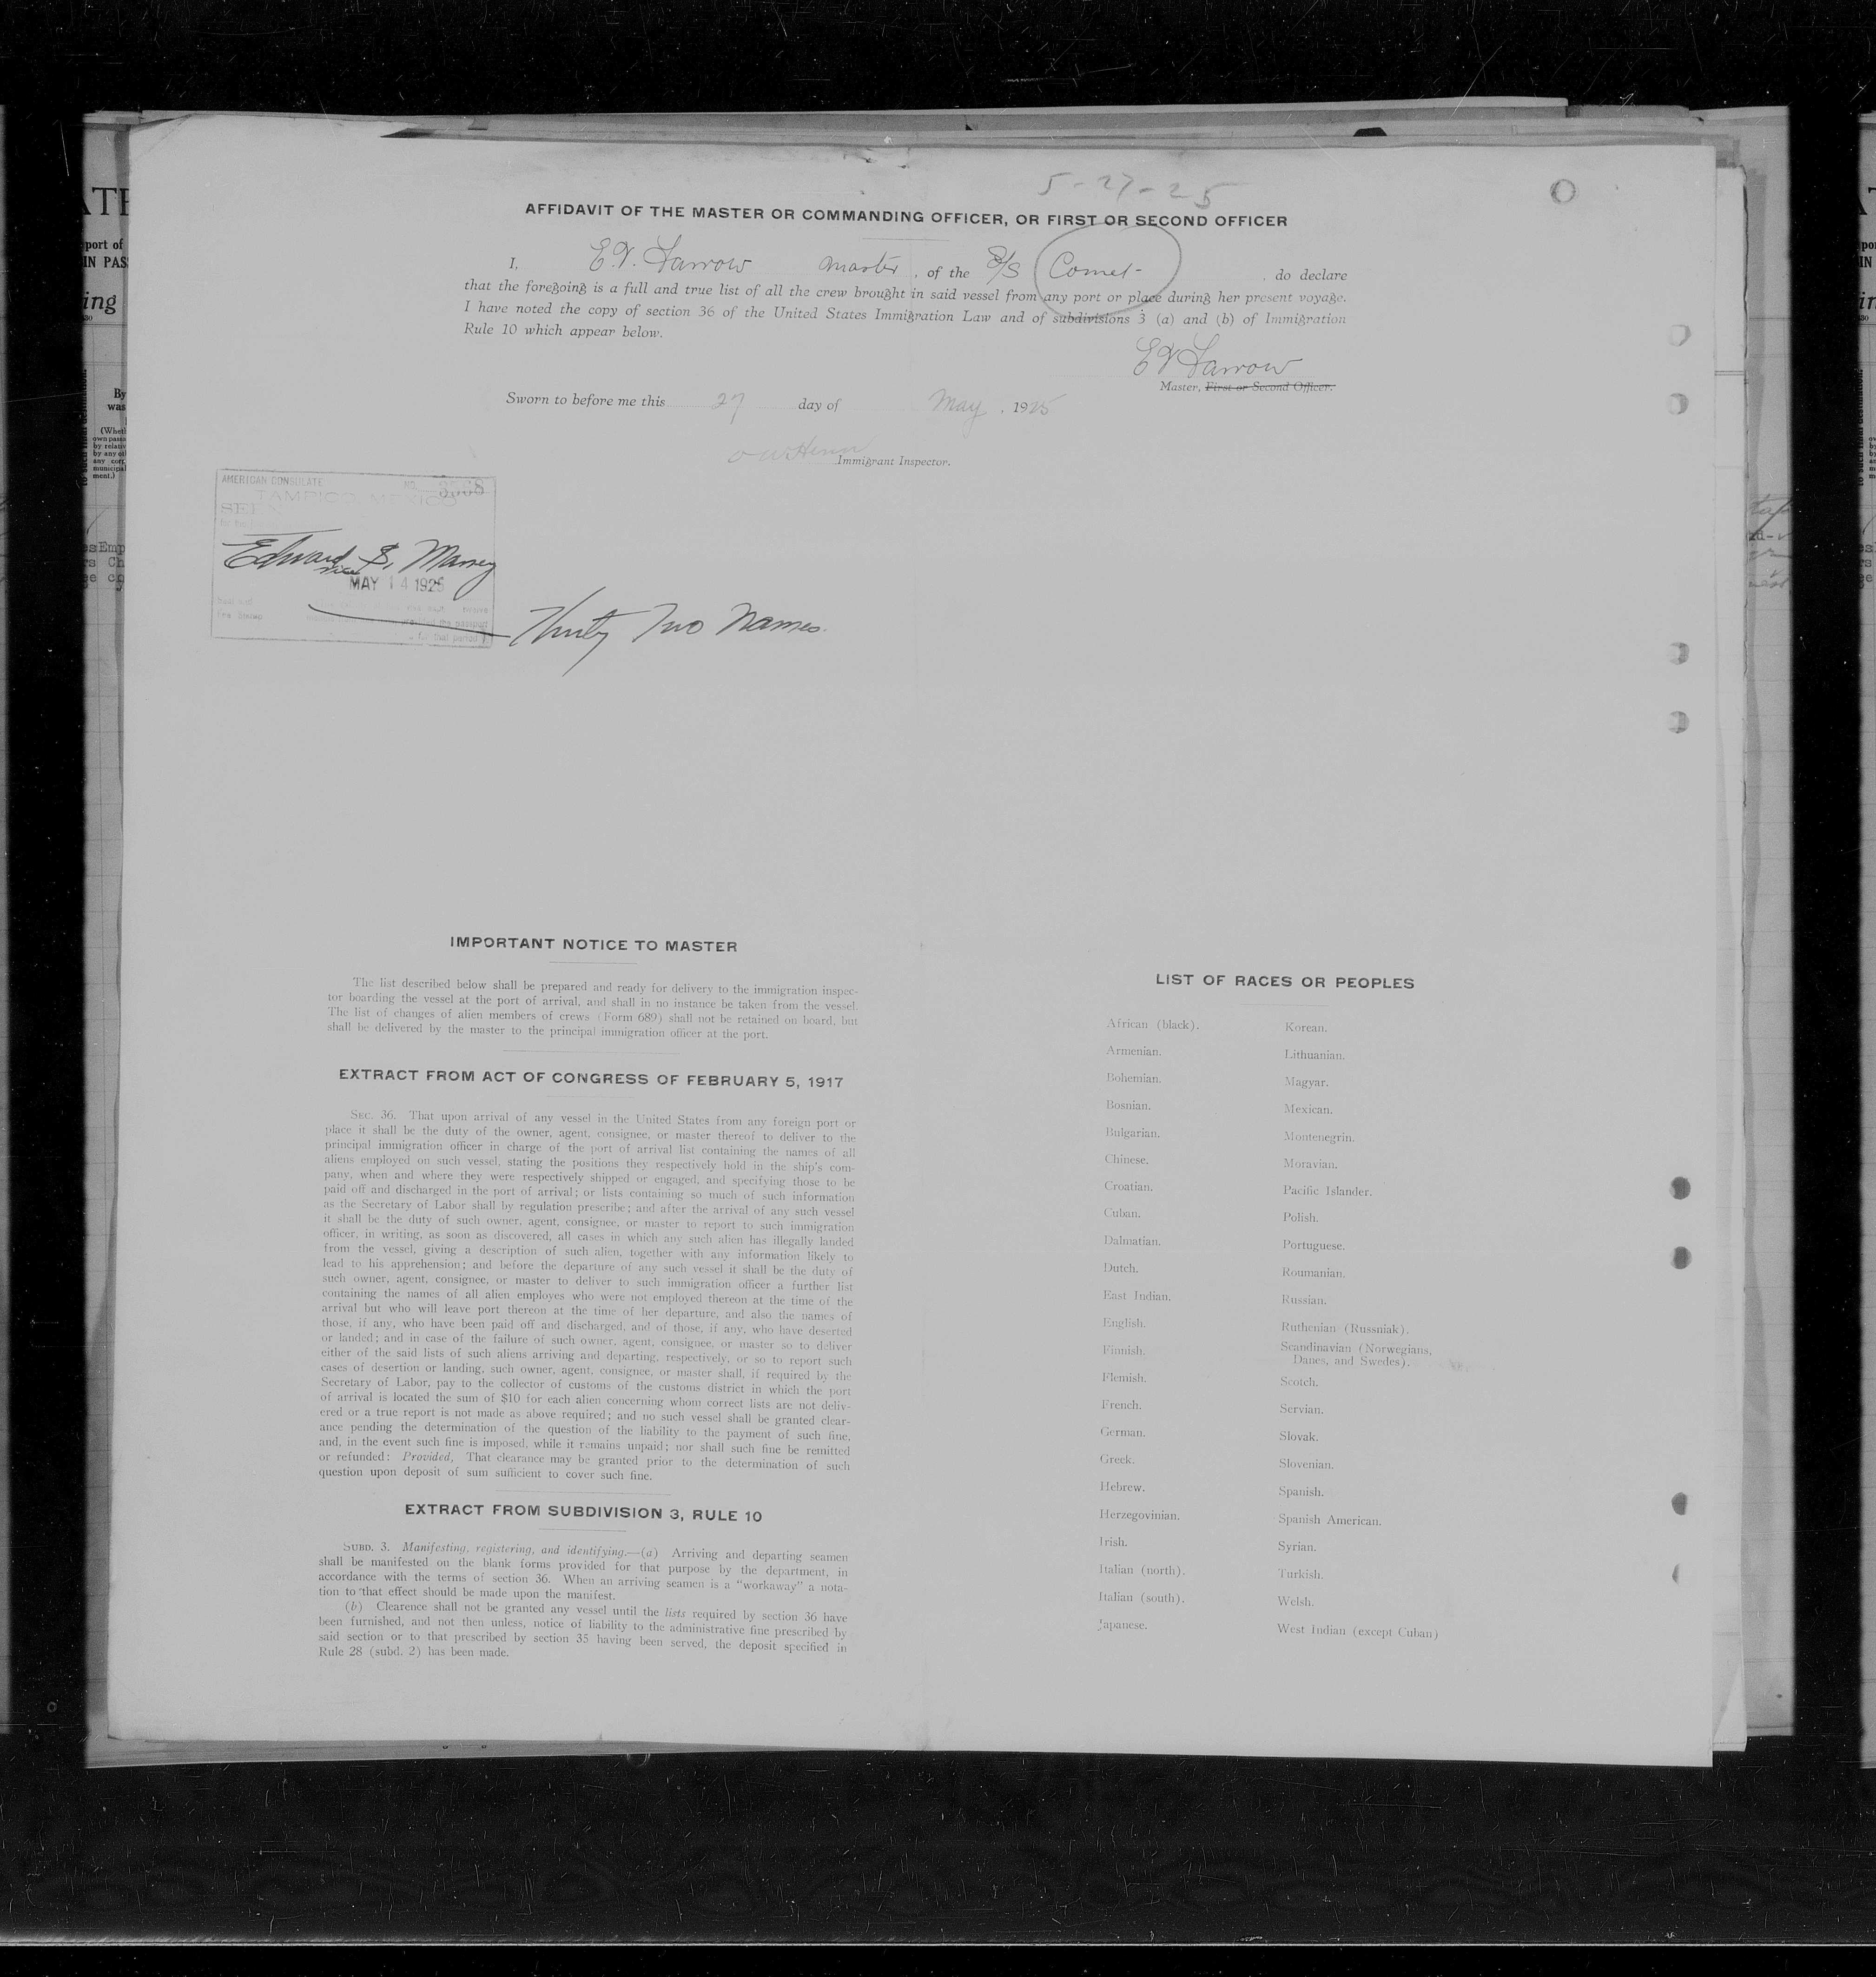 5-27-25
AFFIDAVIT OF THE MASTER OR COMMANDING OFFICER, OR FIRST OR SECOND OFFICER
I, master, of the S/S Comet - do declare
that the foregoing is a full and true list of all the crew brought in said vessel from any port or place during her present voyage.
I have noted the copy of section 36 of the United States Immigration Law and of subdivisions 3 (a) and (b) of Immigration
Rule 10 which appear below.
Master, First or Second Officer.
Sworn to before me this 27 day of May, 1925
Immigrant Inspector.
AMERICAN CONSULATE NO. 3568
TAMPICO, MEXICO
SEEN
Edward S.
vice
MAY 14 1925
for that period
Thirty Two Names.
IMPORTANT NOTICE TO MASTER
The list described below shall be prepared and ready for delivery to the immigration inspec-
tor boarding the vessel at the port of arrival, and shall in no instance be taken from the vessel.
The list of changes of alien members of crews (Form 689) shall not be retained on board, but
shall be delivered by the master to the principal immigration officer at the port.
EXTRACT FROM ACT OF CONGRESS OF FEBRUARY 5, 1917
SEC. 36. That upon arrival of any vessel in the United States from any foreign port or
place it shall be the duty of the owner, agent, consignee, or master thereof to deliver to the
principal immigration officer in charge of the port of arrival list containing the names of all
aliens employed on such vessel, stating the positions they respectively hold in the ship's com-
pany, when and where they were respectively shipped or engaged, and specifying those to be
paid off and discharged in the port of arrival; or lists containing so much of such information
as the Secretary of Labor shall by regulation prescribe; and after the arrival of any such vessel
it shall be the duty of such owner, agent, consignee, or master to report to such immigration
officer, in writing, as soon as discovered, all cases in which any such alien has illegally landed
from the vessel, giving a description of such alien, together with any information likely to
lead to his apprehension; and before the departure of any such vessel it shall be the duty of
such owner, agent, consignee, or master to deliver to such immigration officer a further list
containing the names of all alien employes who were not employed thereon at the time of the
arrival but who will leave port thereon at the time of her departure, and also the names of
those, if any, who have been paid off and discharged, and of those, if any, who have deserted
or landed; and in case of the failure of such owner, agent, consignee, or master so to deliver
either of the said lists of such aliens arriving and departing, respectively, or so to report such
cases of desertion or landing, such owner, agent, consignee, or master shall, if required by the
Secretary of Labor, pay to the collector of customs of the customs district in which the port
of arrival is located the sum of $10 for each alien concerning whom correct lists are not deliv-
ered or a true report is not made as above required; and no such vessel shall be granted clear-
ance pending the determination of the question of the liability to the payment of such fine,
and, in the event such fine is imposed, while it remains unpaid; nor shall such fine be remitted
or refunded: Provided, That clearance may be granted prior to the determination of such
question upon deposit of sum sufficient to cover such fine.
EXTRACT FROM SUBDIVISION 3, RULE 10
SUBD. 3. Manifesting, registering, and identifying.—(a) Arriving and departing seamen
shall be manifested on the blank forms provided for that purpose by the department, in
accordance with the terms of section 36. When an arriving seamen is a "workaway" a nota-
tion to that effect should be made upon the manifest.
(b) Clearence shall not be granted any vessel until the lists required by section 36 have
been furnished, and not then unless, notice of liability to the administrative fine prescribed by
said section or to that prescribed by section 35 having been served, the deposit specified in
Rule 28 (subd. 2) has been made.
LIST OF RACES OR PEOPLES
African (black).
Armenian.
Bohemian.
Bosnian.
Bulgarian.
Chinese.
Croatian.
Cuban.
Dalmatian.
Dutch.
East Indian.
English.
Finnish.
Flemish.
French.
German.
Greek.
Hebrew.
Herzegovinian.
Irish.
Italian (north).
Italian (south).
Japanese.
Korean.
Lithuanian.
Magyar.
Mexican.
Montenegrin.
Moravian.
Pacific Islander.
Polish.
Portuguese.
Roumanian.
Russian.
Ruthenian (Russniak).
Scandinavian (Norwegians,
Danes, and Swedes).
Scotch.
Servian.
Slovak.
Slovenian.
Spanish.
Spanish American.
Syrian.
Turkish.
Welsh.
West Indian (except Cuban)